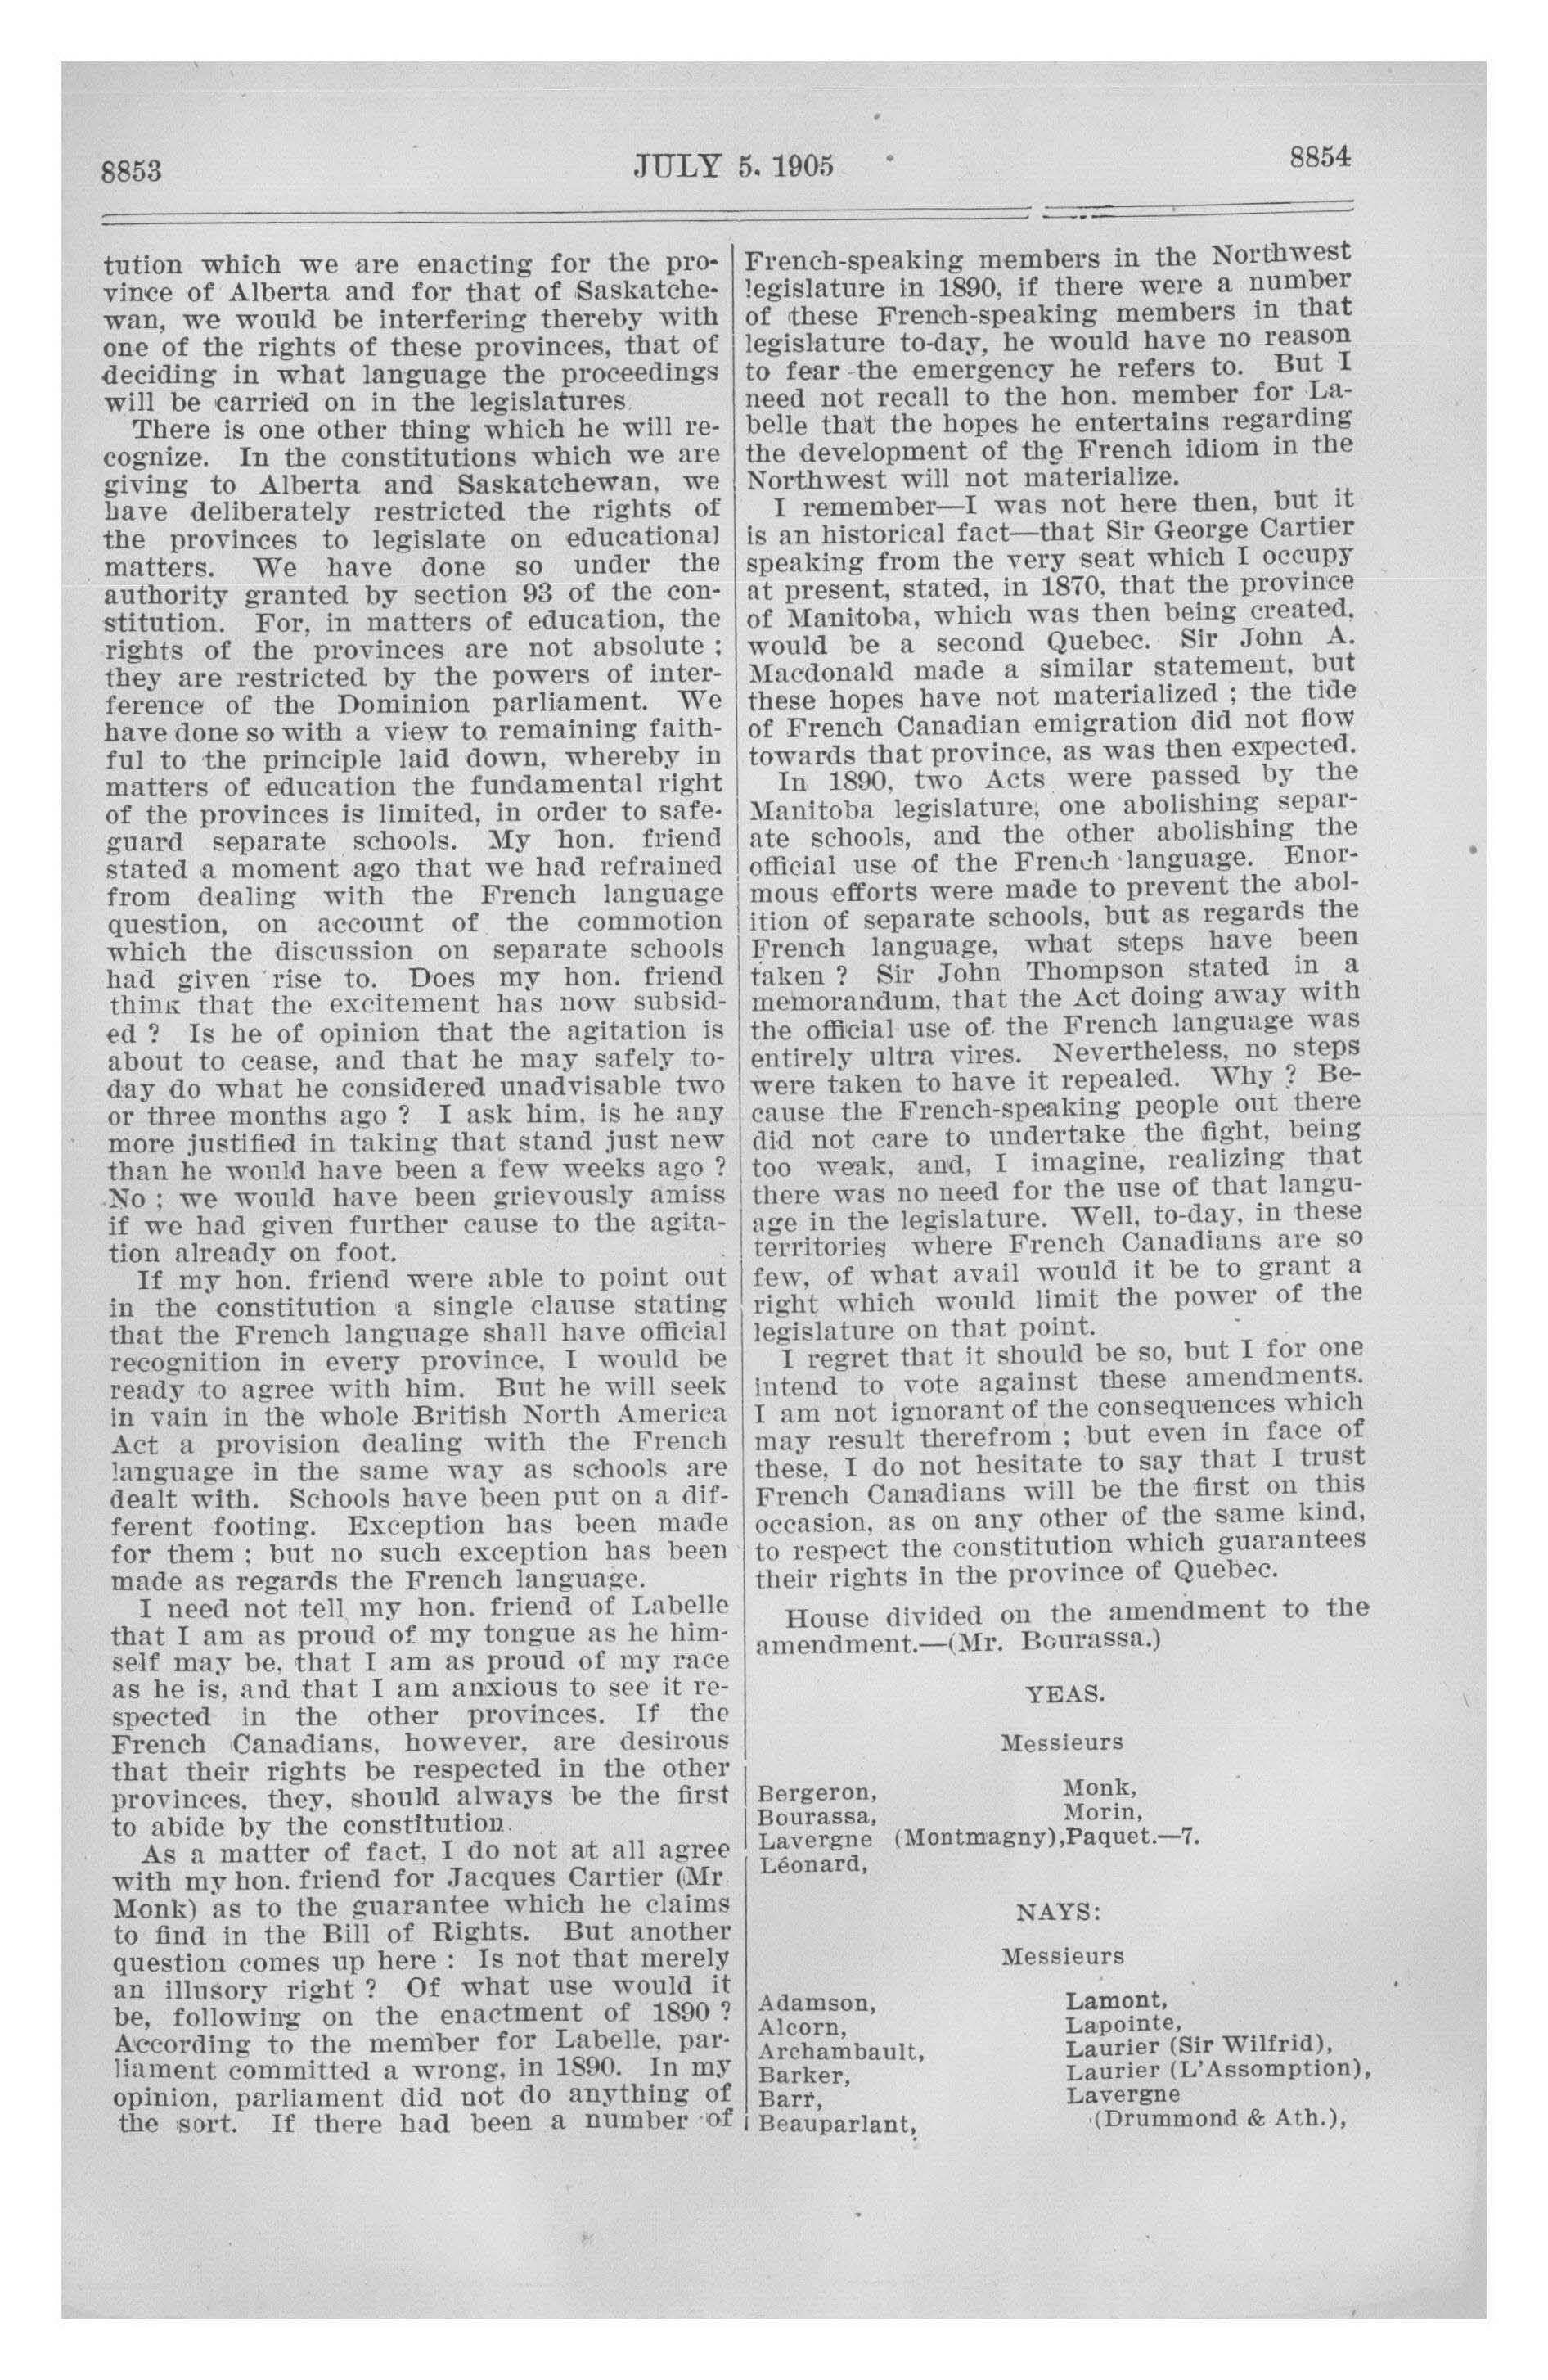 8853
JULY 5. 1905
8854
tution which we are enacting for the pro-
vince of Alberta and for that of Saskatche-
wan, we would be interfering thereby with
one of the rights of these provinces, that of
deciding in what language the proceedings
will be carried on in the legislatures.
There is one other thing which he will re-
cognize. In the constitutions which we are
giving to Alberta and Saskatchewan, we
have deliberately restricted the rights of
the provinces to legislate on educational
matters. We have done so under the
authority granted by section 93 of the con-
stitution. For, in matters of education, the
rights of the provinces are not absolute ;
they are restricted by the powers of inter-
ference of the Dominion parliament. We
have done so with a view to remaining faith-
ful to the principle laid down, whereby in
matters of education the fundamental right
of the provinces is limited, in order to safe-
guard separate schools. My hon. friend
stated a moment ago that we had refrained
from dealing with the French language
question, on account of the commotion
which the discussion on separate schools
had given rise to. Does my hon. friend
think that the excitement has now subsid-
ed ? Is he of opinion that the agitation is
about to cease, and that he may safely to-
day do what he considered unadvisable two
or three months ago ? I ask him, is he any
more justified in taking that stand just new
than he would have been a few weeks ago ?
No ; we would have been grievously amiss
if we had given further cause to the agita-
tion already on foot.
If my hon. friend were able to point out
in the constitution a single clause stating
that the French language shall have official
recognition in every province, I would be
ready to agree with him. But he will seek
in vain in the whole British North America
Act a provision dealing with the French
language in the same way as schools are
dealt with. Schools have been put on a dif-
ferent footing. Exception has been made
for them ; but no such exception has been
made as regards the French language.
I need not tell my hon. friend of Labelle
that I am as proud of my tongue as he him-
self may be, that I am as proud of my race
as he is, and that I am anxious to see it re-
spected in the other provinces. If the
French Canadians, however, are desirous
that their rights be respected in the other
provinces, they, should always be the first
to abide by the constitution.
As a matter of fact, I do not at all agree
with my hon. friend for Jacques Cartier (Mr.
Monk) as to the guarantee which he claims
to find in the Bill of Rights. But another
question comes up here : Is not that merely
an illusory right ? Of what use would it
be, following on the enactment of 1890 ?
According to the member for Labelle, par-
liament committed a wrong, in 1890. In my
opinion, parliament did not do anything of
the sort. If there had been a number of
French-speaking members in the Northwest
legislature in 1890, if there were a number
of these French-speaking members in that
legislature to-day, he would have no reason
to fear the emergency he refers to. But I
need not recall to the hon. member for La-
belle that the hopes he entertains regarding
the development of the French idiom in the
Northwest will not materialize.
I remember—I was not here then, but it
is an historical fact—that Sir George Cartier
speaking from the very seat which I occupy
at present, stated, in 1870, that the province
of Manitoba, which was then being created,
would be a second Quebec. Sir John A.
Macdonald made a similar statement, but
these hopes have not materialized ; the tide
of French Canadian emigration did not flow
towards that province, as was then expected.
In 1890, two Acts were passed by the
Manitoba legislature, one abolishing separ-
ate schools, and the other abolishing the
official use of the French language. Enor-
mous efforts were made to prevent the abol-
ition of separate schools, but as regards the
French language, what steps have been
taken ? Sir John Thompson stated in a
memorandum, that the Act doing away with
the official use of the French language was
entirely ultra vires. Nevertheless, no steps
were taken to have it repealed. Why ? Be-
cause the French-speaking people out there
did not care to undertake the fight, being
too weak, and, I imagine, realizing that
there was no need for the use of that langu-
age in the legislature. Well, to-day, in these
territories where French Canadians are so
few, of what avail would it be to grant a
right which would limit the power of the
legislature on that point.
I regret that it should be so, but I for one
intend to vote against these amendments.
I am not ignorant of the consequences which
may result therefrom ; but even in face of
these, I do not hesitate to say that I trust
French Canadians will be the first on this
occasion, as on any other of the same kind,
to respect the constitution which guarantees
their rights in the province of Quebec.
House divided on the amendment to the
amendment.—(Mr. Bourassa.)
YEAS.
Messieurs
Bergeron, Monk,
Bourassa, Morin,
Lavergne (Montmagny),Paquet.—7.
Léonard,
NAYS:
Messieurs
Adamson, Lamont,
Alcorn, Lapointe,
Archambault, Laurier (Sir Wilfrid),
Barker, Laurier (L'Assomption),
Barr, Lavergne
Beauparlant, (Drummond & Ath.),